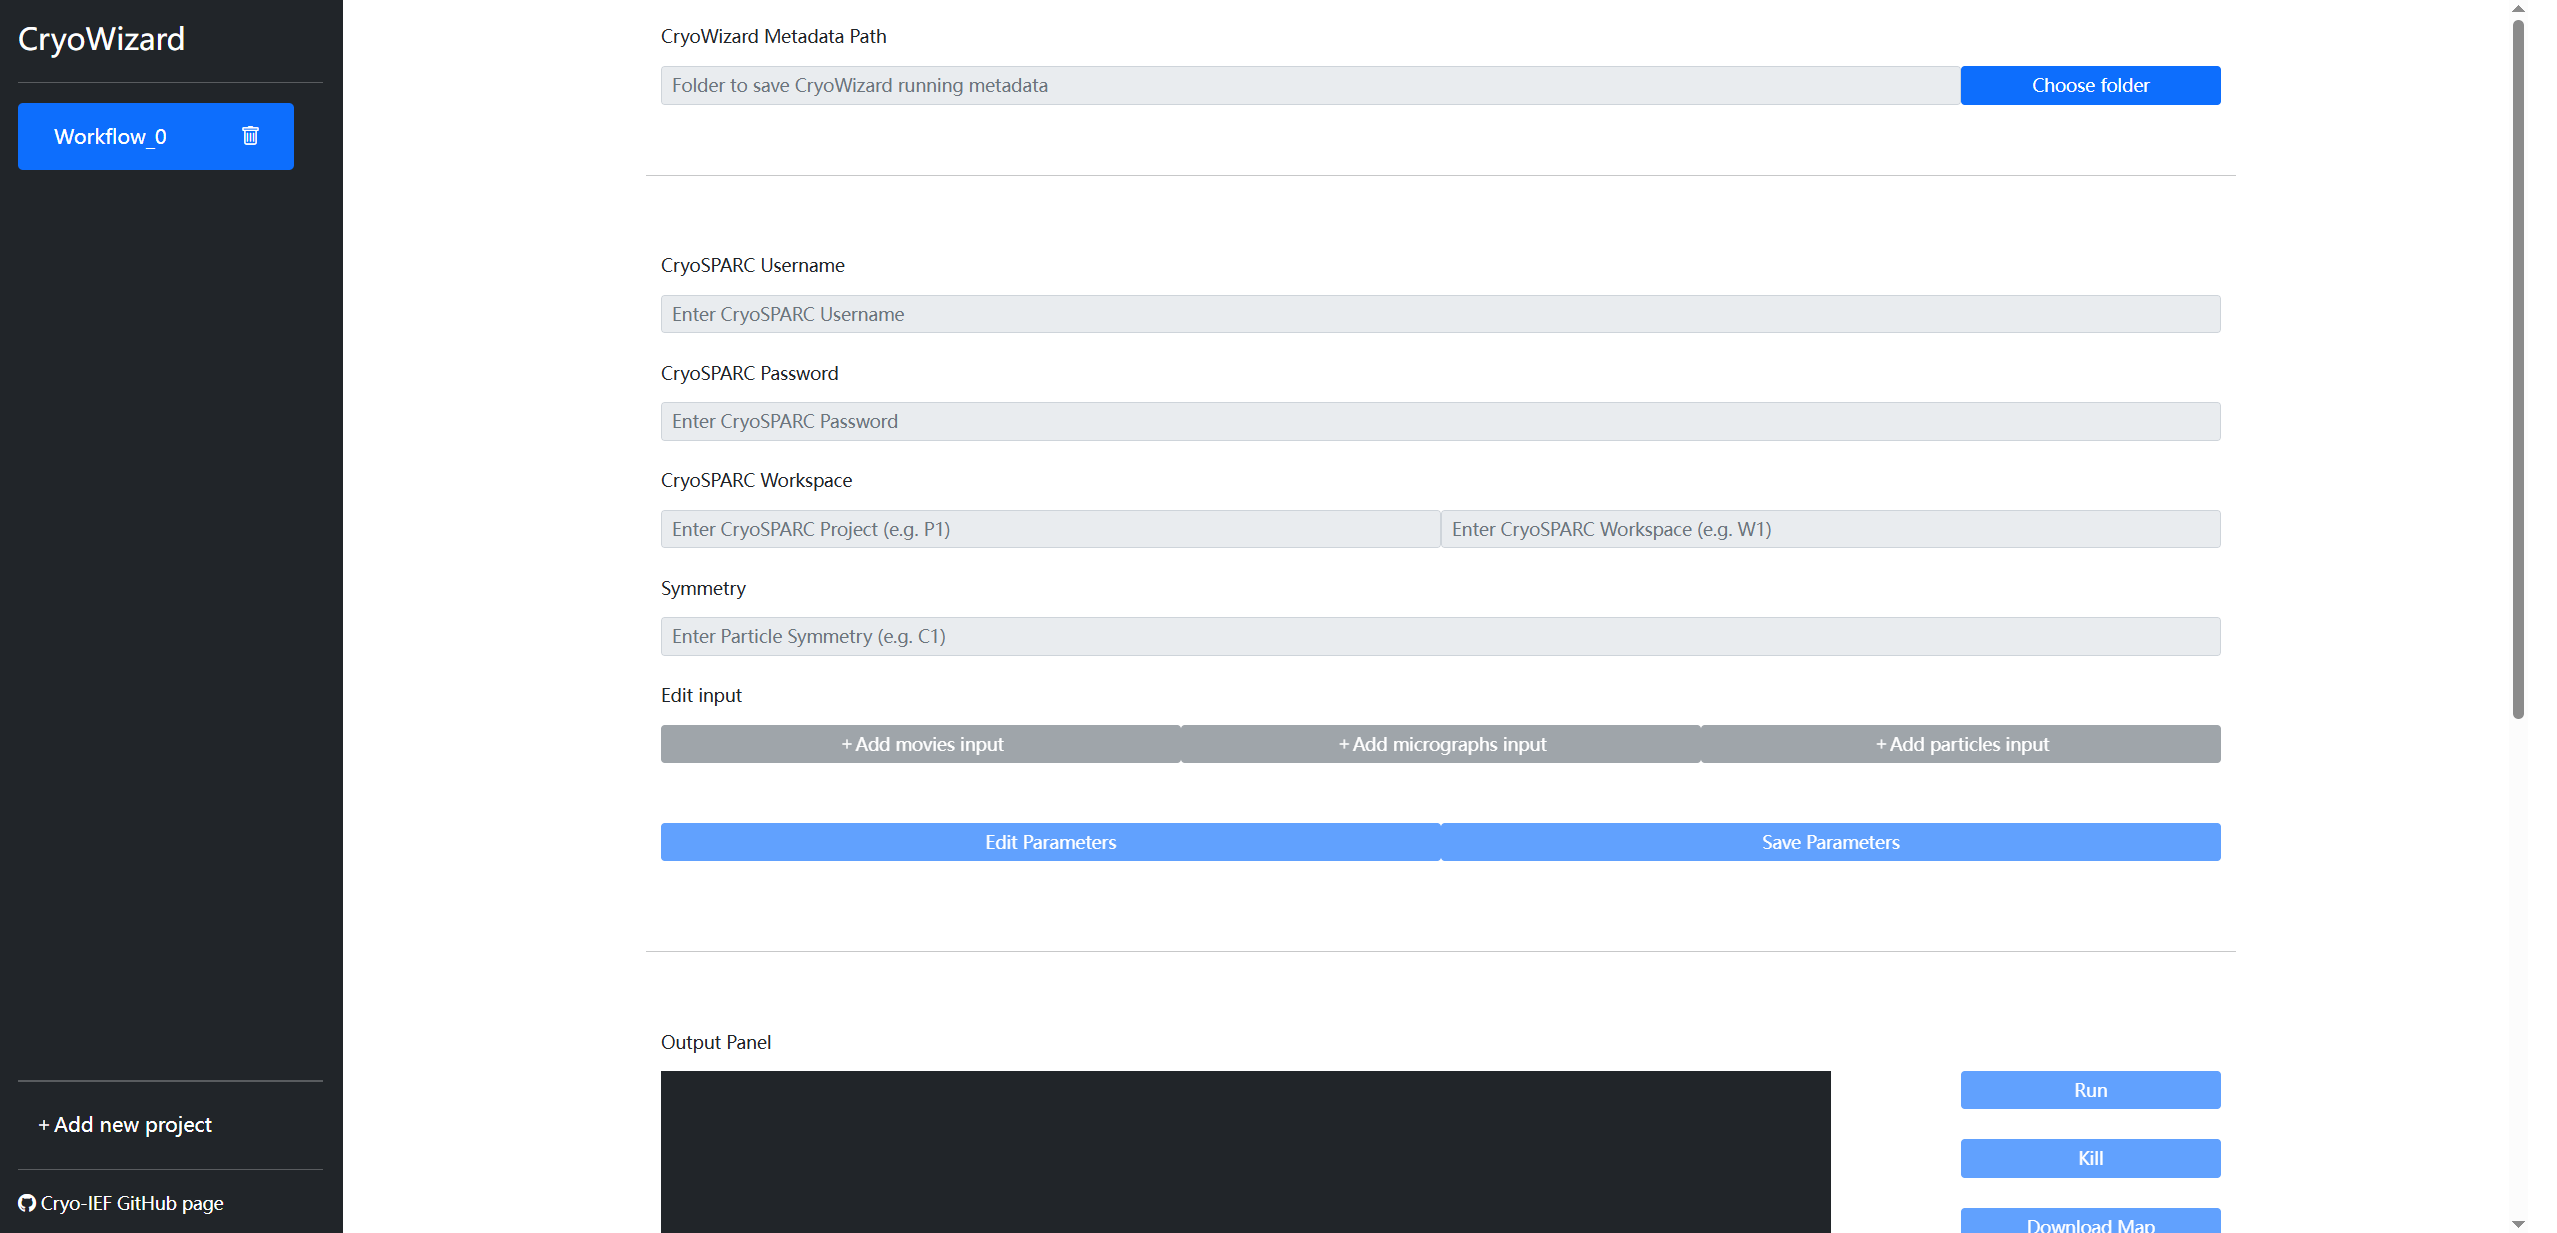 CryoWizard
Workflow_0
+ Add new project
Cryo-IEF GitHub page
CryoWizard Metadata Path
Folder to save CryoWizard running metadata
Choose folder
CryoSPARC Username
Enter CryoSPARC Username
CryoSPARC Password
Enter CryoSPARC Password
CryoSPARC Workspace
Enter CryoSPARC Project (e.g. P1)
Enter CryoSPARC Workspace (e.g. W1)
Symmetry
Enter Particle Symmetry (e.g. C1)
Edit input
+ Add movies input
+ Add micrographs input
+ Add particles input
Edit Parameters
Save Parameters
Output Panel
Run
Kill
Download Map